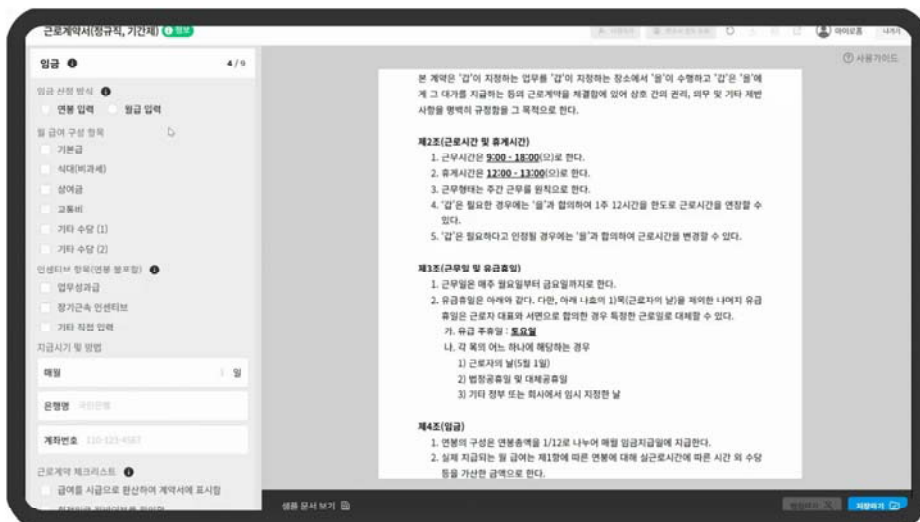 근로계약서(정규직, 기간제) 정보
마이오폼 나가기
임금 4 / 9
사용가이드
임금 산정 방식
연봉 입력 월급 입력
월 급여 구성 항목
기본급
식대(비과세)
상여금
교통비
기타 수당 (1)
기타 수당 (2)
인센티브 항목(연봉 불포함)
업무성과급
장기근속 인센티브
기타 직접 입력
지급시기 및 방법
매월 일
은행명 국민은행
계좌번호
근로계약 체크리스트
급여를 시급으로 환산하여 계약서에 표시함
본 계약은 '갑'이 지정하는 업무를 '갑'이 지정하는 장소에서 '을'이 수행하고 '갑'은 '을'에
게 그 대가를 지급하는 등의 근로계약을 체결함에 있어 상호 간의 권리, 의무 및 기타 제반
사항을 명백히 규정함을 그 목적으로 한다.
제2조(근로시간 및 휴게시간)
1. 근무시간은 9:00 - 18:00(으)로 한다.
2. 휴게시간은 12:00 - 13:00(으)로 한다.
3. 근무형태는 주간 근무를 원칙으로 한다.
4. '갑'은 필요한 경우에는 '을'과 합의하여 1주 12시간을 한도로 근로시간을 연장할 수
있다.
5. '갑'은 필요하다고 인정될 경우에는 '을'과 합의하여 근로시간을 변경할 수 있다.
제3조(근무일 및 유급휴일)
1. 근무일은 매주 월요일부터 금요일까지로 한다.
2. 유급휴일은 아래와 같다. 다만, 아래 나호의 1)목(근로자의 날)을 제외한 나머지 유급
휴일은 근로자 대표와 서면으로 합의한 경우 특정한 근로일로 대체할 수 있다.
가. 유급 주휴일 : 토요일
나. 각 목의 어느 하나에 해당하는 경우
1) 근로자의 날(5월 1일)
2) 법정공휴일 및 대체공휴일
3) 기타 정부 또는 회사에서 임시 지정한 날
제4조(임금)
1. 연봉의 구성은 연봉총액을 1/12로 나누어 매월 임금지급일에 지급한다.
2. 실제 지급되는 월 급여는 제1항에 따른 연봉에 대해 실근로시간에 따른 시간 외 수당
등을 가산한 금액으로 한다.
샘플 문서 보기
저장하기